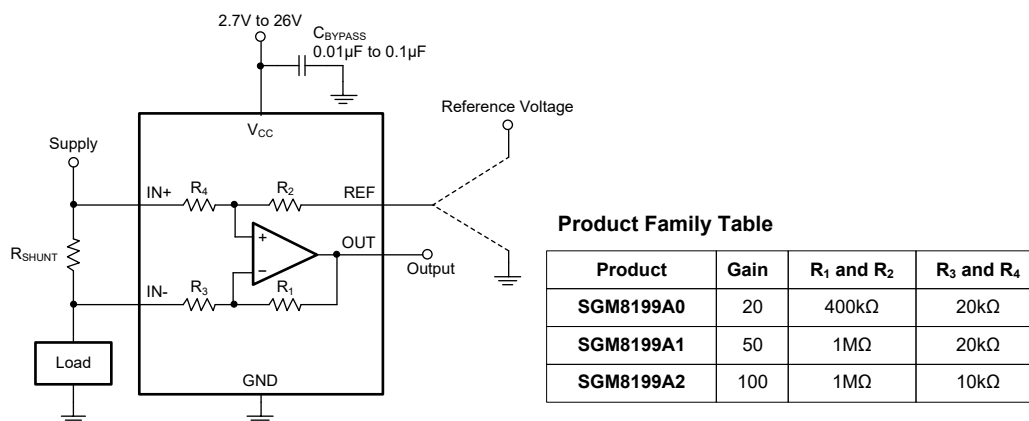 2.7V to 26V
CBYPASS
0.01µF to 0.1µF
Reference Voltage
VCC
Supply
IN+
R4
R2
REF
RSHUNT
+
−
OUT
Output
IN-
R3
R1
Load
GND
Product Family Table
Product Gain R1 and R2 R3 and R4
SGM8199A0 20 400kΩ 20kΩ
SGM8199A1 50 1MΩ 20kΩ
SGM8199A2 100 1MΩ 10kΩ